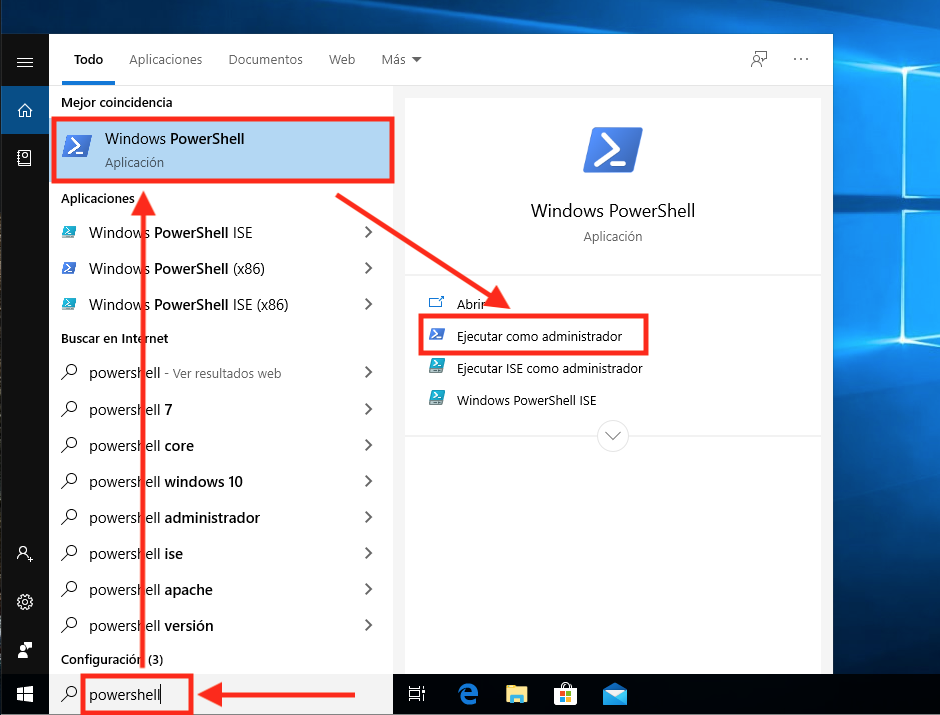 Todo Aplicaciones Documentos Web Más
Mejor coincidencia
Windows PowerShell
Aplicación
Aplicaciones
Windows PowerShell ISE
Windows PowerShell (x86)
Windows PowerShell ISE (x86)
Buscar en Internet
powershell - Ver resultados web
powershell 7
powershell core
powershell windows 10
powershell administrador
powershell ise
powershell apache
powershell versión
Configuración (3)
powershell
Windows PowerShell
Aplicación
Abrir
Ejecutar como administrador
Ejecutar ISE como administrador
Windows PowerShell ISE